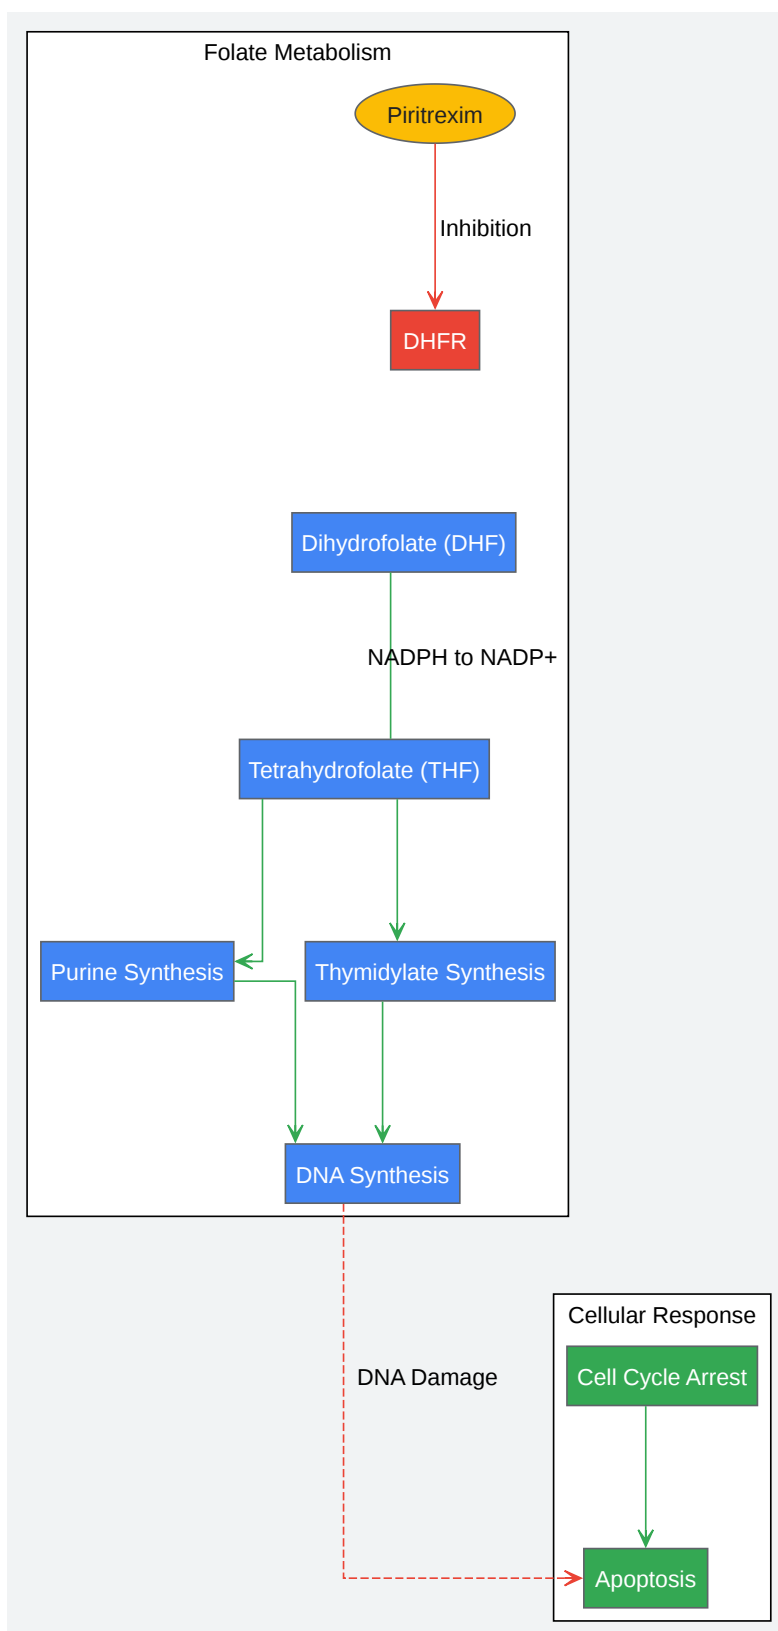 Folate Metabolism
Piritrexim
Inhibition
DHFR
Dihydrofolate (DHF)
NADPH to NADP+
Tetrahydrofolate (THF)
Purine Synthesis
Thymidylate Synthesis
DNA Synthesis
Cellular Response
Cell Cycle Arrest
DNA Damage
Apoptosis